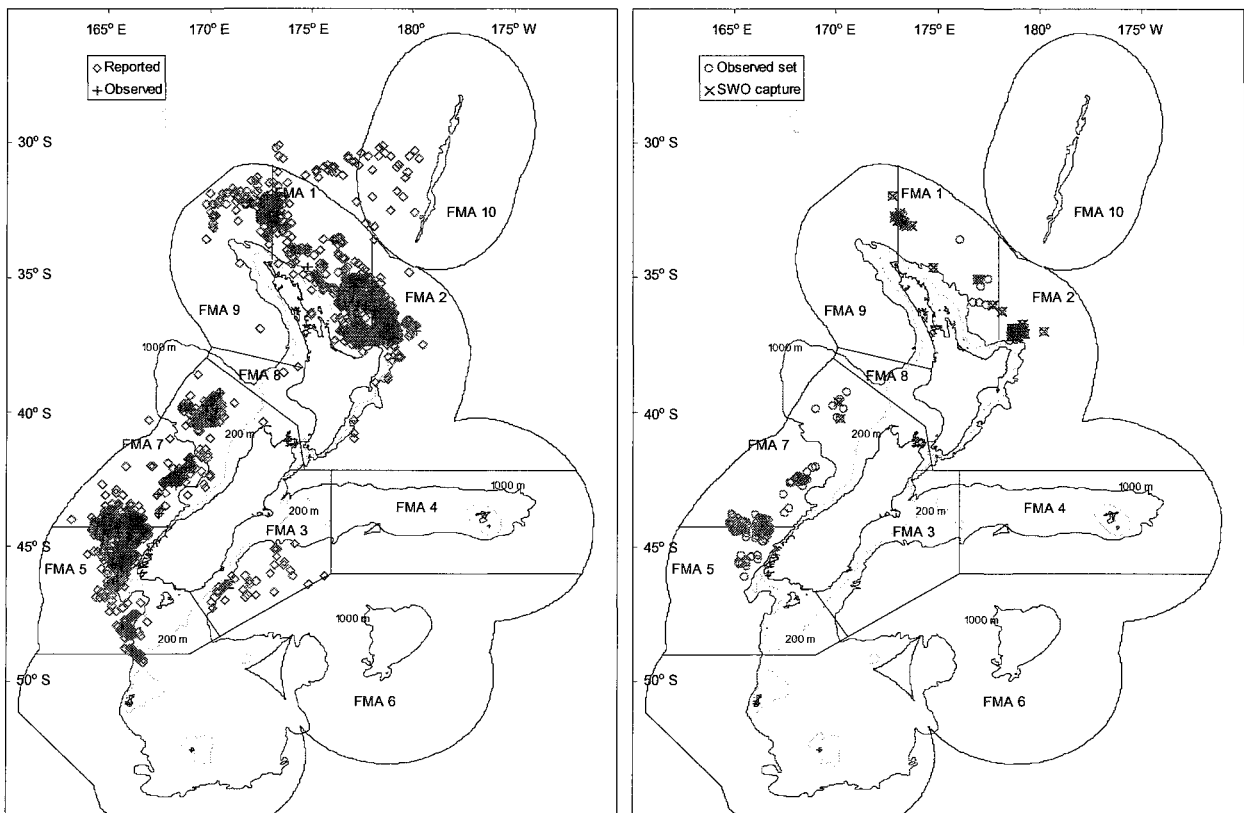 165° E 170° E 175° E 180° 175° W
Reported
Observed
30° S
FMA 1
FMA 10
35° S
FMA 2
FMA 9
1000 m
FMA 8
40° S
200 m
FMA 7
1000 m
FMA 4
200 m
FMA 3
45° S
FMA 5
1000 m
200 m
50° S
FMA 6
165° E 170° E 175° E 180° 175° W
Observed set
SWO capture
30° S
FMA 1
FMA 10
35° S
FMA 2
FMA 9
1000 m
FMA 8
40° S
200 m
FMA 7
1000 m
FMA 4
200 m
FMA 3
45° S
FMA 5
1000 m
200 m
50° S
FMA 6